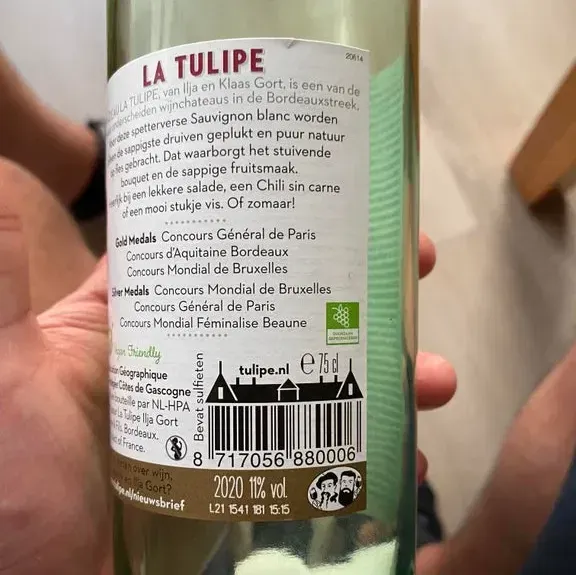 LA TULIPE
20614
LA TULIPE, van Ilja en Klaas Gort, is een van de
onderscheiden wijnchateaus in de Bordeauxstreek.
deze spetterverse Sauvignon blanc worden
de sappigste druiven geplukt en puur natuur
fles gebracht. Dat waarborgt het stuivende
bouquet en de sappige fruitsmaak.
bij een lekkere salade, een Chili sin carne
of een mooi stukje vis. Of zomaar!
Gold Medals Concours Général de Paris
Concours d'Aquitaine Bordeaux
Concours Mondial de Bruxelles
Silver Medals Concours Mondial de Bruxelles
Concours Général de Paris
Concours Mondial Féminalise Beaune
Friendly
Géographique
Côtes de Gascogne
bouteille par NL-HPA
La Tulipe Ilja Gort
Fils, Bordeaux.
of France.
Bevat sulfieten
tulipe.nl e 75 cl
8 717056 880006
over wijn,
Ilja Gort?
/nieuwsbrief
2020 11% vol
L21 1541 181 15:15